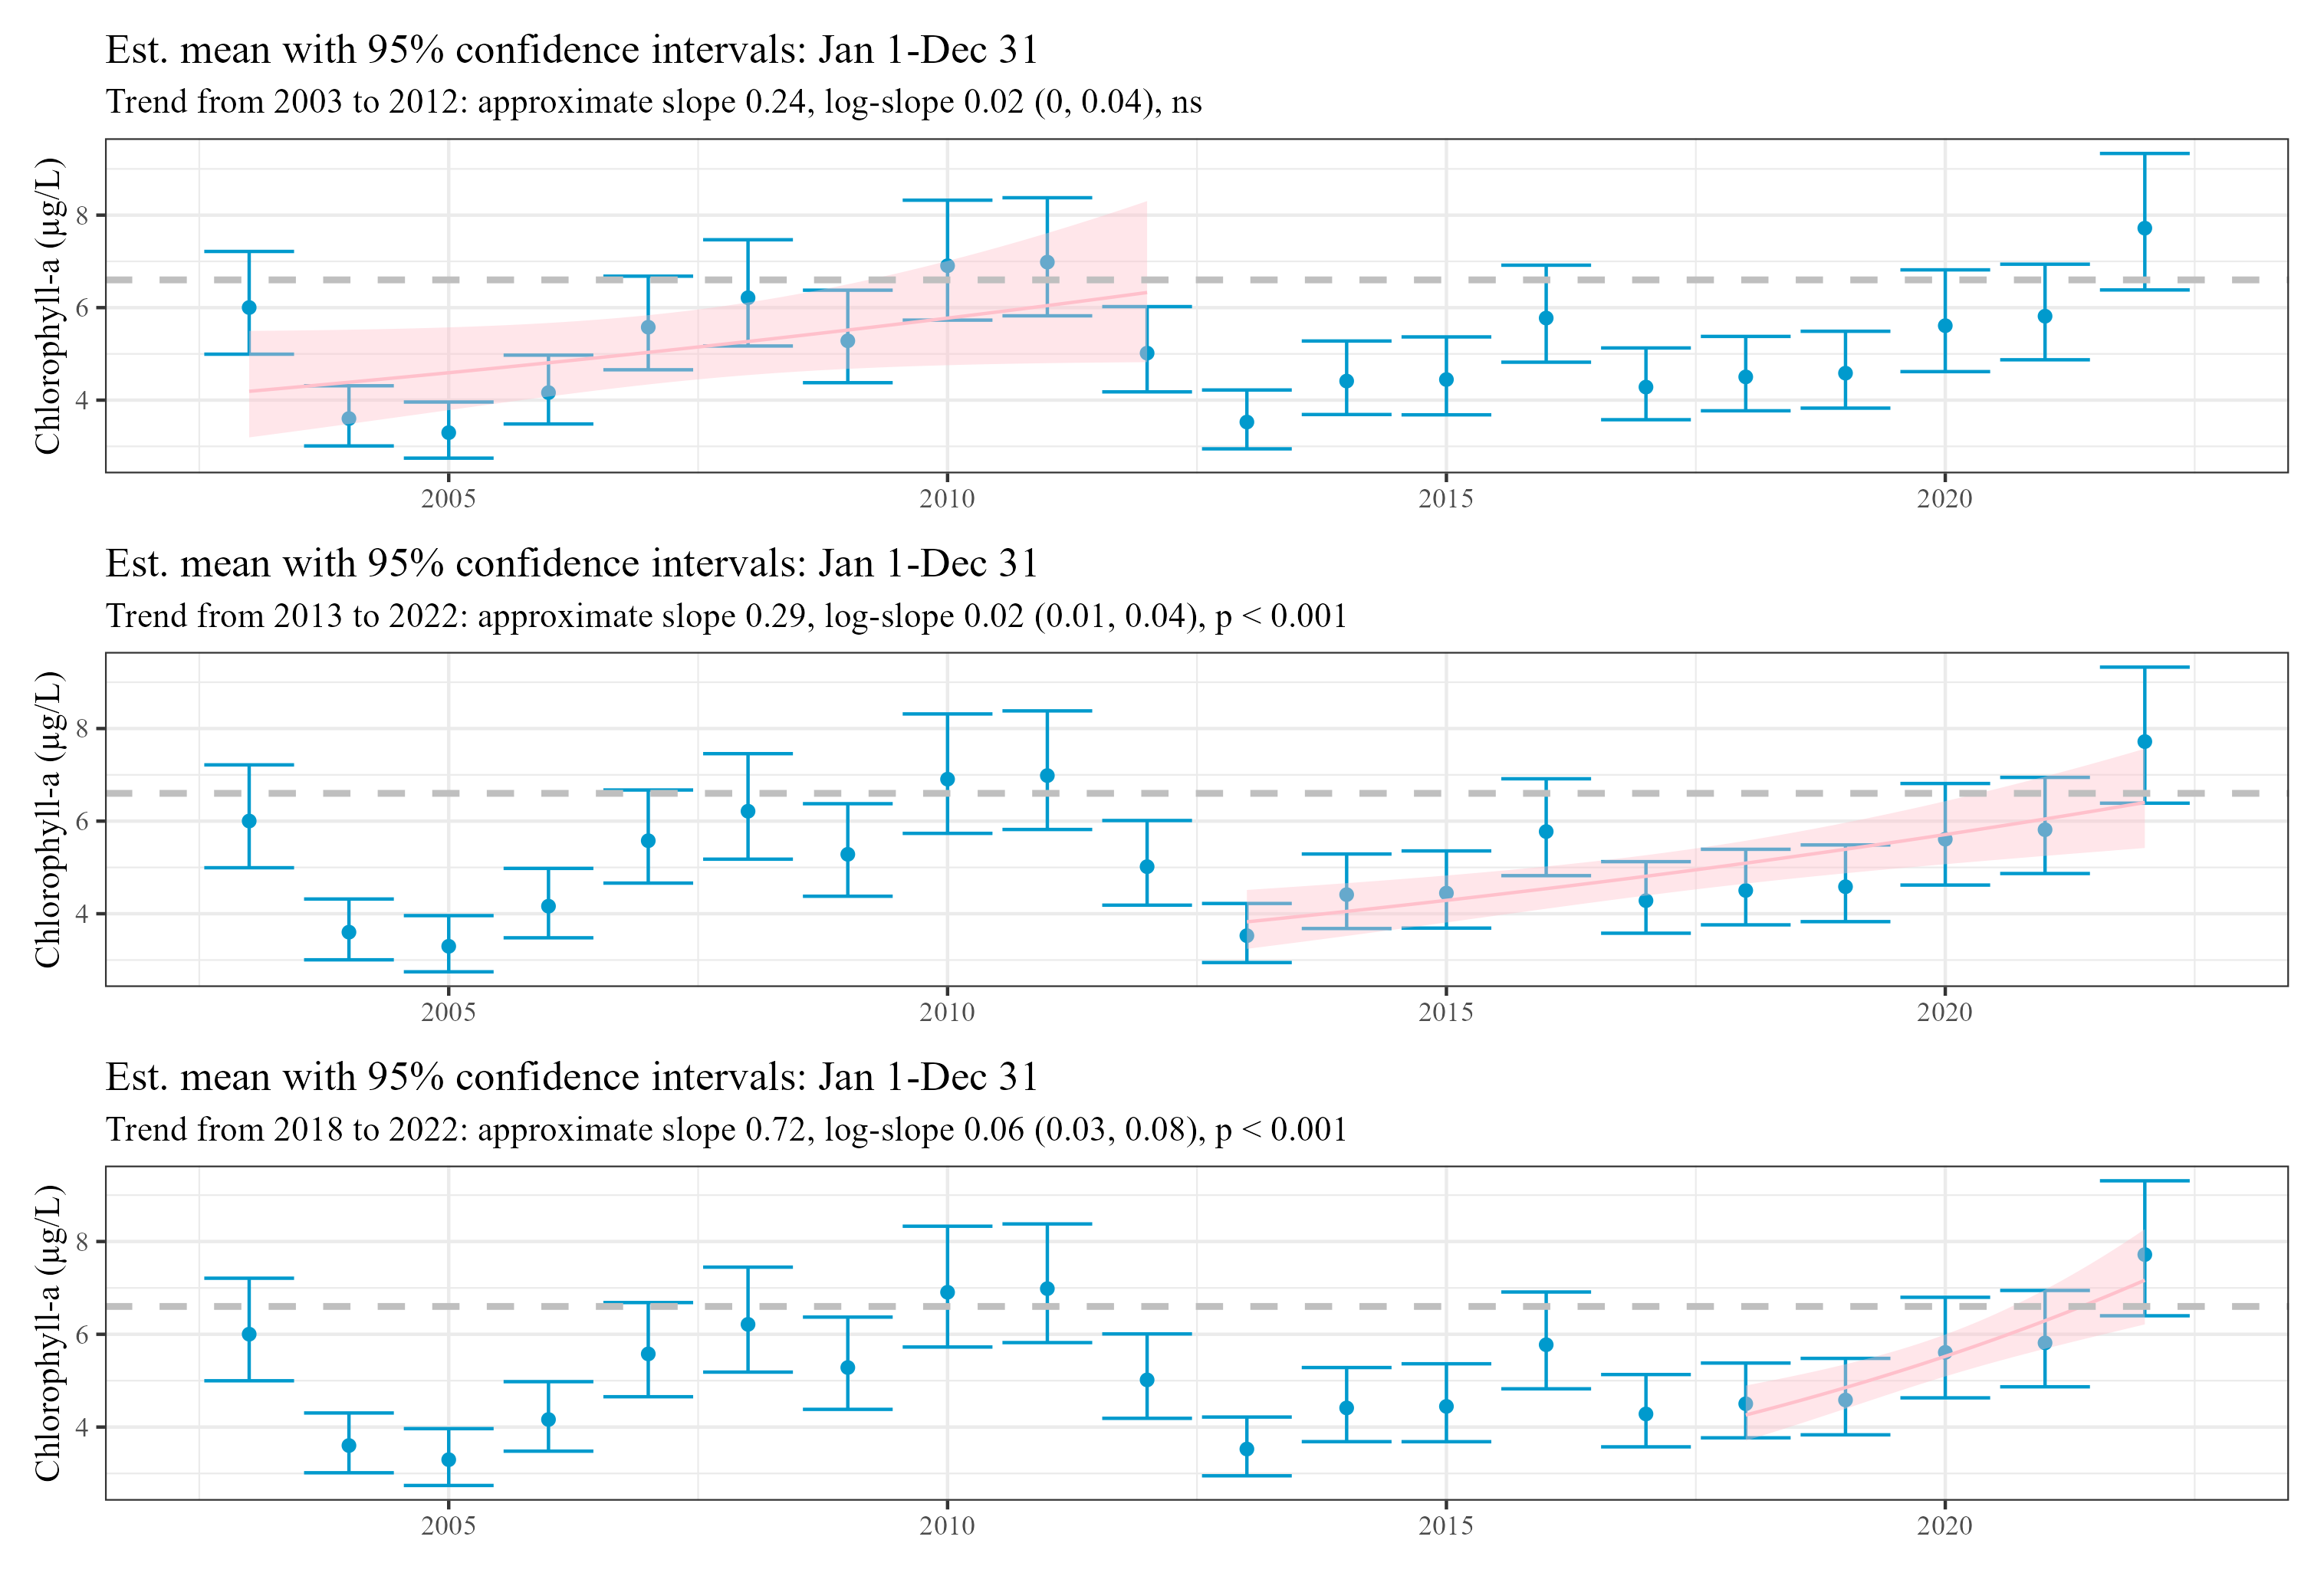 Est. mean with 95% confidence intervals: Jan 1-Dec 31
Trend from 2003 to 2012: approximate slope 0.24, log-slope 0.02 (0, 0.04), ns
Chlorophyll-a (µg/L)
8
6
4
2005 2010 2015 2020
Est. mean with 95% confidence intervals: Jan 1-Dec 31
Trend from 2013 to 2022: approximate slope 0.29, log-slope 0.02 (0.01, 0.04), p < 0.001
Chlorophyll-a (µg/L)
8
6
4
2005 2010 2015 2020
Est. mean with 95% confidence intervals: Jan 1-Dec 31
Trend from 2018 to 2022: approximate slope 0.72, log-slope 0.06 (0.03, 0.08), p < 0.001
Chlorophyll-a (µg/L)
8
6
4
2005 2010 2015 2020